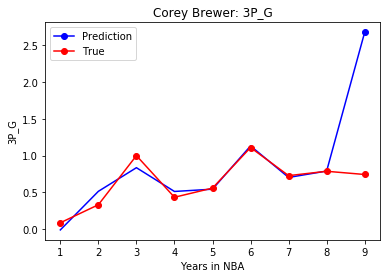 Corey Brewer: 3P_G
Prediction
True
3P_G
2.5
2.0
1.5
1.0
0.5
0.0
1 2 3 4 5 6 7 8 9
Years in NBA